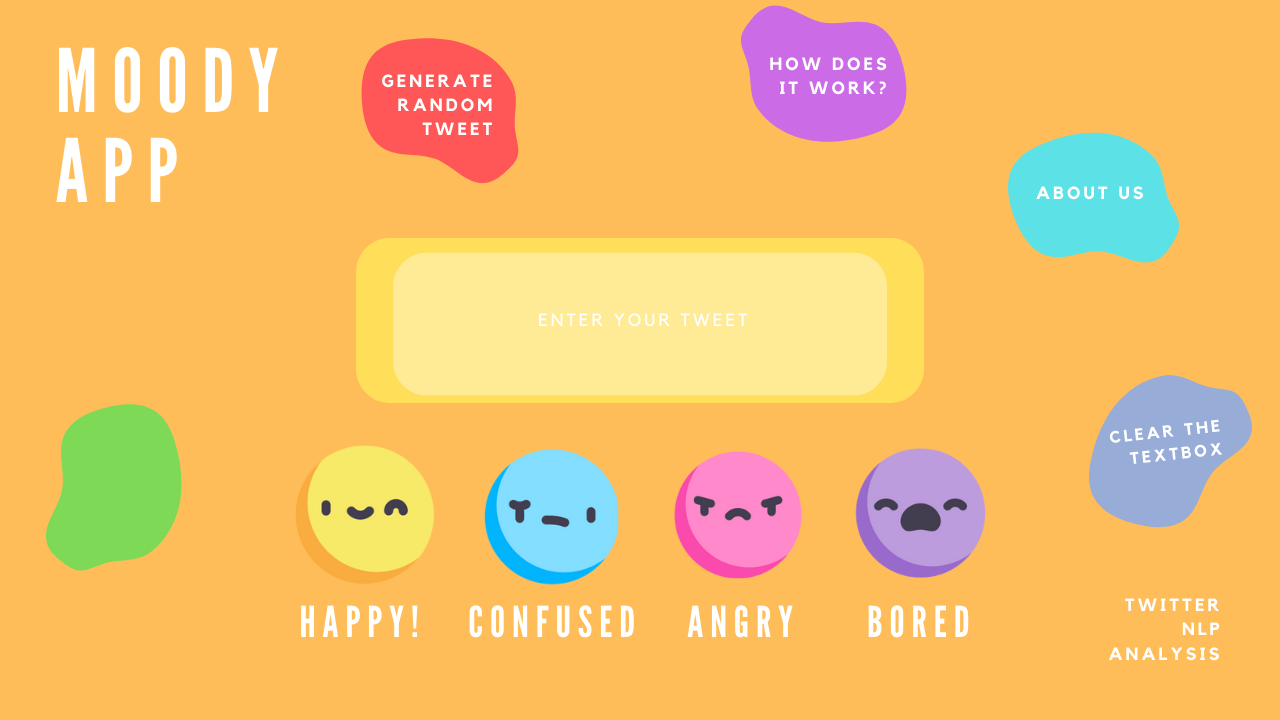 MOODY
APP
GENERATE
RANDOM
TWEET
HOW DOES
IT WORK?
ABOUT US
ENTER YOUR TWEET
CLEAR THE
TEXTBOX
HAPPY!
CONFUSED
ANGRY
BORED
TWITTER
NLP
ANALYSIS